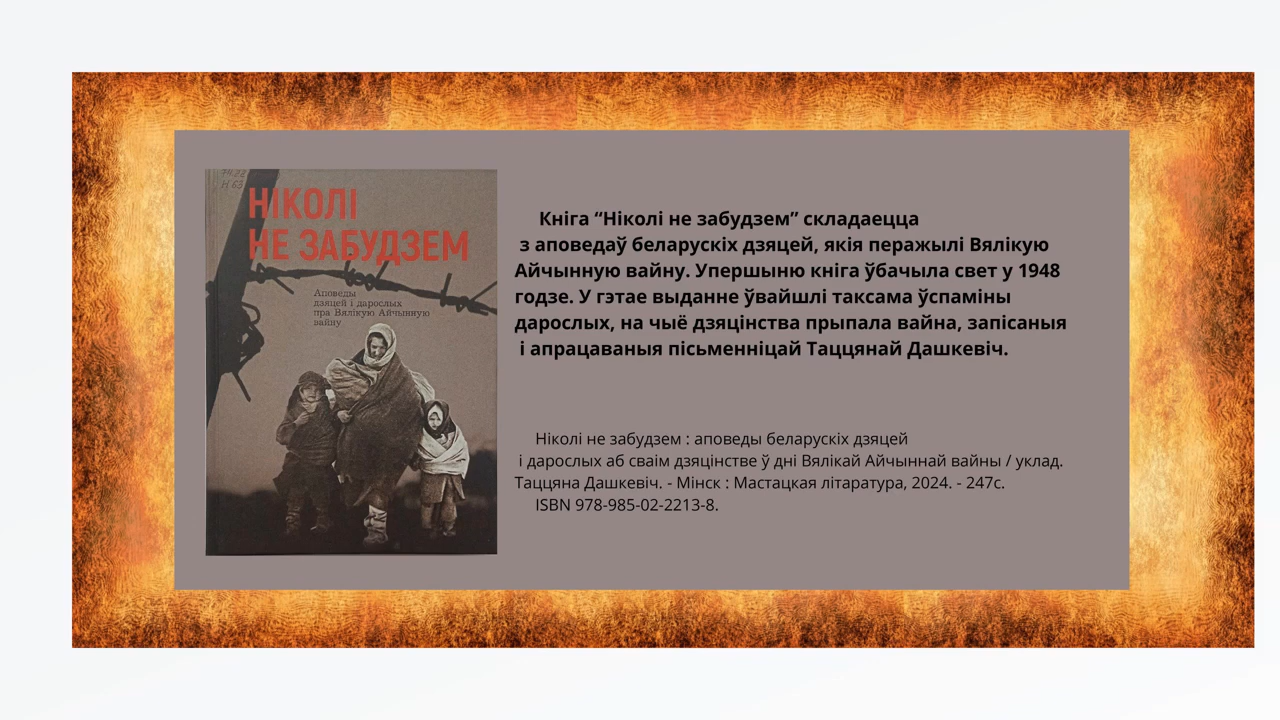 74.22
Н 63
НІКОЛІ
НЕ ЗАБУДЗЕМ
Аповеды
дзяцей і дарослых
пра Вялікую Айчынную
вайну
Кніга “Ніколі не забудзем” складаецца
з аповедаў беларускіх дзяцей, якія перажылі Вялікую
Айчынную вайну. Упершыню кніга ўбачыла свет у 1948
годзе. У гэтае выданне ўвайшлі таксама ўспаміны
дарослых, на чыё дзяцінства прыпала вайна, запісаныя
і апрацаваныя пісьменніцай Таццянай Дашкевіч.
Ніколі не забудзем : аповеды беларускіх дзяцей
і дарослых аб сваім дзяцінстве ў дні Вялікай Айчыннай вайны / уклад.
Таццяна Дашкевіч. - Мінск : Мастацкая літаратура, 2024. - 247с.
ISBN 978-985-02-2213-8.